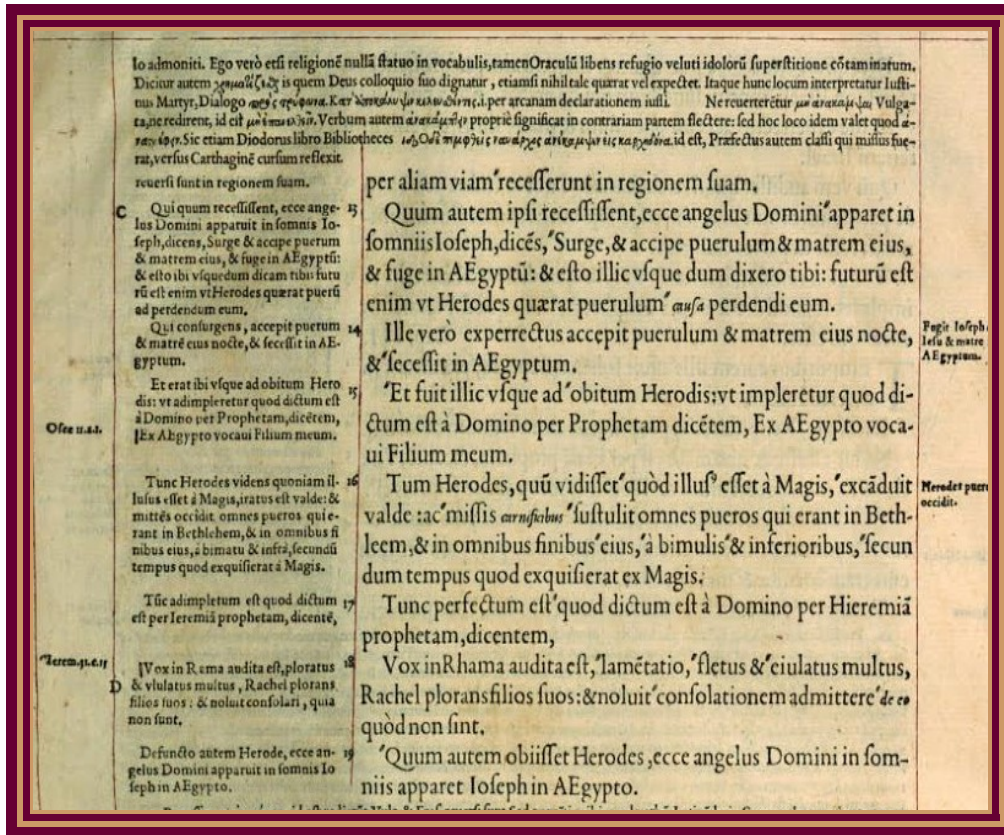 lo admoniti. Ego verò etſi religionē nullā ſtatuo in vocabulis, tamen Oraculū libens refugio veluti idolorū ſuperſtitione cōtaminatum.
Dicitur autem is quem Deus colloquio ſuo dignatur, etiamſi nihil tale quærat vel expectet. Itaque hunc locum interpretatur Iuſti-
nus Martyr, Dialogo .i. per arcanam declarationem iuſſi. Ne reuerterētur μὴ ἀνακάμψαι Vulga-
ta, ne redirent, id eſt Verbum autem ἀνακάμπτειν propriè ſignificat in contrariam partem flectere: ſed hoc loco idem valet quod
Sic etiam Diodorus libro Bibliotheces id eſt, Præfectus autem claſſi qui miſſus fue-
rat, verſus Carthaginē curſum reflexit.
reuerſi ſunt in regionem ſuam.
C
Qui quum receſſiſſent, ecce ange-
lus Domini apparuit in ſomnis Io-
ſeph, dicens, Surge & accipe puerum
& matrem eius, & fuge in AEgyptū:
& eſto ibi vſquedum dicam tibi: futu
rū eſt enim vt Herodes quærat puerū
ad perdendum eum.
Qui conſurgens, accepit puerum
& matrē eius nocte, & ſeceſſit in AE-
gyptum.
Et erat ibi vſque ad obitum Hero
dis: vt adimpleretur quod dictum eſt
à Domino per Prophetam, dicētem,
Oſee 11.a.1.
|Ex AEgypto vocaui Filium meum.
Tunc Herodes videns quoniam il-
luſus eſſet à Magis, iratus eſt valde: &
mittēs occidit omnes pueros qui e-
rant in Bethlehem, & in omnibus fi
nibus eius, a bimatu & infrà, ſecundū
tempus quod exquiſierat à Magis.
Tūc adimpletum eſt quod dictum
eſt per Ieremiā prophetam, dicentē,
Ierem.31.c.15
|Vox in Rama audita eſt, ploratus
D
& vlulatus multus, Rachel plorans
filios ſuos: & noluit conſolari, quia
non ſunt.
Defuncto autem Herode, ecce an-
gelus Domini apparuit in ſomnis Io
ſeph in AEgypto.
per aliam viam ′receſſerunt in regionem ſuam.
13 Quum autem ipſi receſſiſſent, ecce angelus Domini ′apparet in
ſomniis Ioſeph, dicēs, ′Surge, & accipe puerulum & matrem eius,
& fuge in AEgyptū: & eſto illic vſque dum dixero tibi: futurū eſt
enim vt Herodes quærat puerulum′ cauſa perdendi eum.
14 Ille verò experrectus accepit puerulum & matrem eius nocte,
& ′ſeceſſit in AEgyptum.
Fugit Ioſeph
Ieſu & matre
AEgyptum.
15 ′Et fuit illic vſque ad ′obitum Herodis: vt impleretur quod di-
ctum eſt à Domino per Prophetam dicētem, Ex AEgypto voca-
ui Filium meum.
16 Tum Herodes, quū vidiſſet ′quòd illuſꝰ eſſet à Magis, ′excāduit
valde: ac ′miſſis carnificibus ′ſuſtulit omnes pueros qui erant in Beth-
leem, & in omnibus finibus ′eius, ′à bimulis ′& inferioribus, ′ſecun
dum tempus quod exquiſierat ex Magis.
Herodes puer
occidit.
17 Tunc perfectum eſt ′quod dictum eſt à Domino per Hieremiā
prophetam, dicentem,
18 Vox in Rhama audita eſt, ′lamētatio, ′fletus & ′eiulatus multus,
Rachel plorans filios ſuos: & noluit ′conſolationem admittere ′de eo
quòd non ſint.
19 ′Quum autem obiiſſet Herodes, ecce angelus Domini in ſom-
niis apparet Ioſeph in AEgypto.